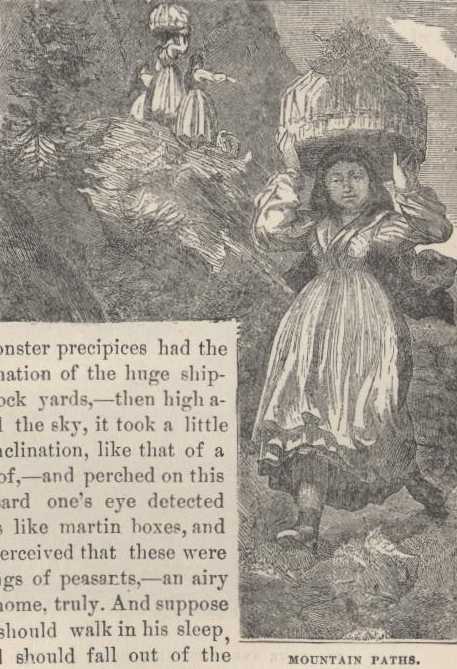 onster precipices had the
nation of the huge ship-
ock yards,—then high a-
l the sky, it took a little
nclination, like that of a
of,—and perched on this
ard one's eye detected
s like martin boxes, and
erceived that these were
ngs of peasants,—an airy
home, truly. And suppose
should walk in his sleep,
l should fall out of the
MOUNTAIN PATHS.